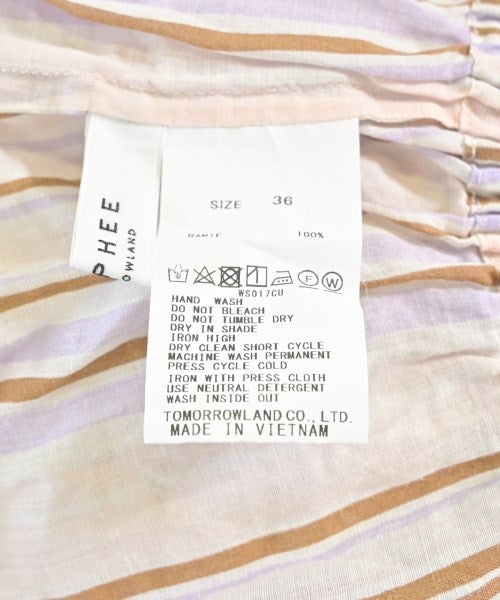 PHEE
OWLAND
SIZE 36
RAMIE 100%
F W
WS017CU
HAND WASH
DO NOT BLEACH
DO NOT TUMBLE DRY
DRY IN SHADE
IRON HIGH
DRY CLEAN SHORT CYCLE
MACHINE WASH PERMANENT
PRESS CYCLE COLD
IRON WITH PRESS CLOTH
USE NEUTRAL DETERGENT
WASH INSIDE OUT
TOMORROWLAND CO., LTD.
MADE IN VIETNAM